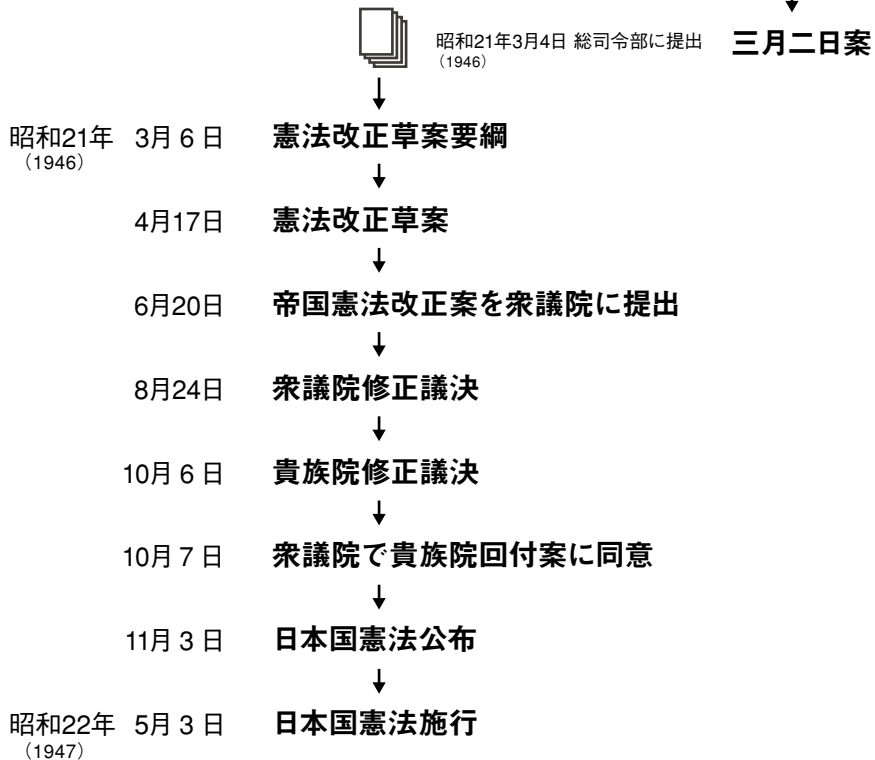 昭和21年3月4日 総司令部に提出 三月二日案
（1946）
昭和21年 3月 6 日 憲法改正草案要綱
（1946）
4月17日 憲法改正草案
6月20日 帝国憲法改正案を衆議院に提出
8月24日 衆議院修正議決
10月 6 日 貴族院修正議決
10月 7 日 衆議院で貴族院回付案に同意
11月 3 日 日本国憲法公布
昭和22年 5月 3 日 日本国憲法施行
（1947）